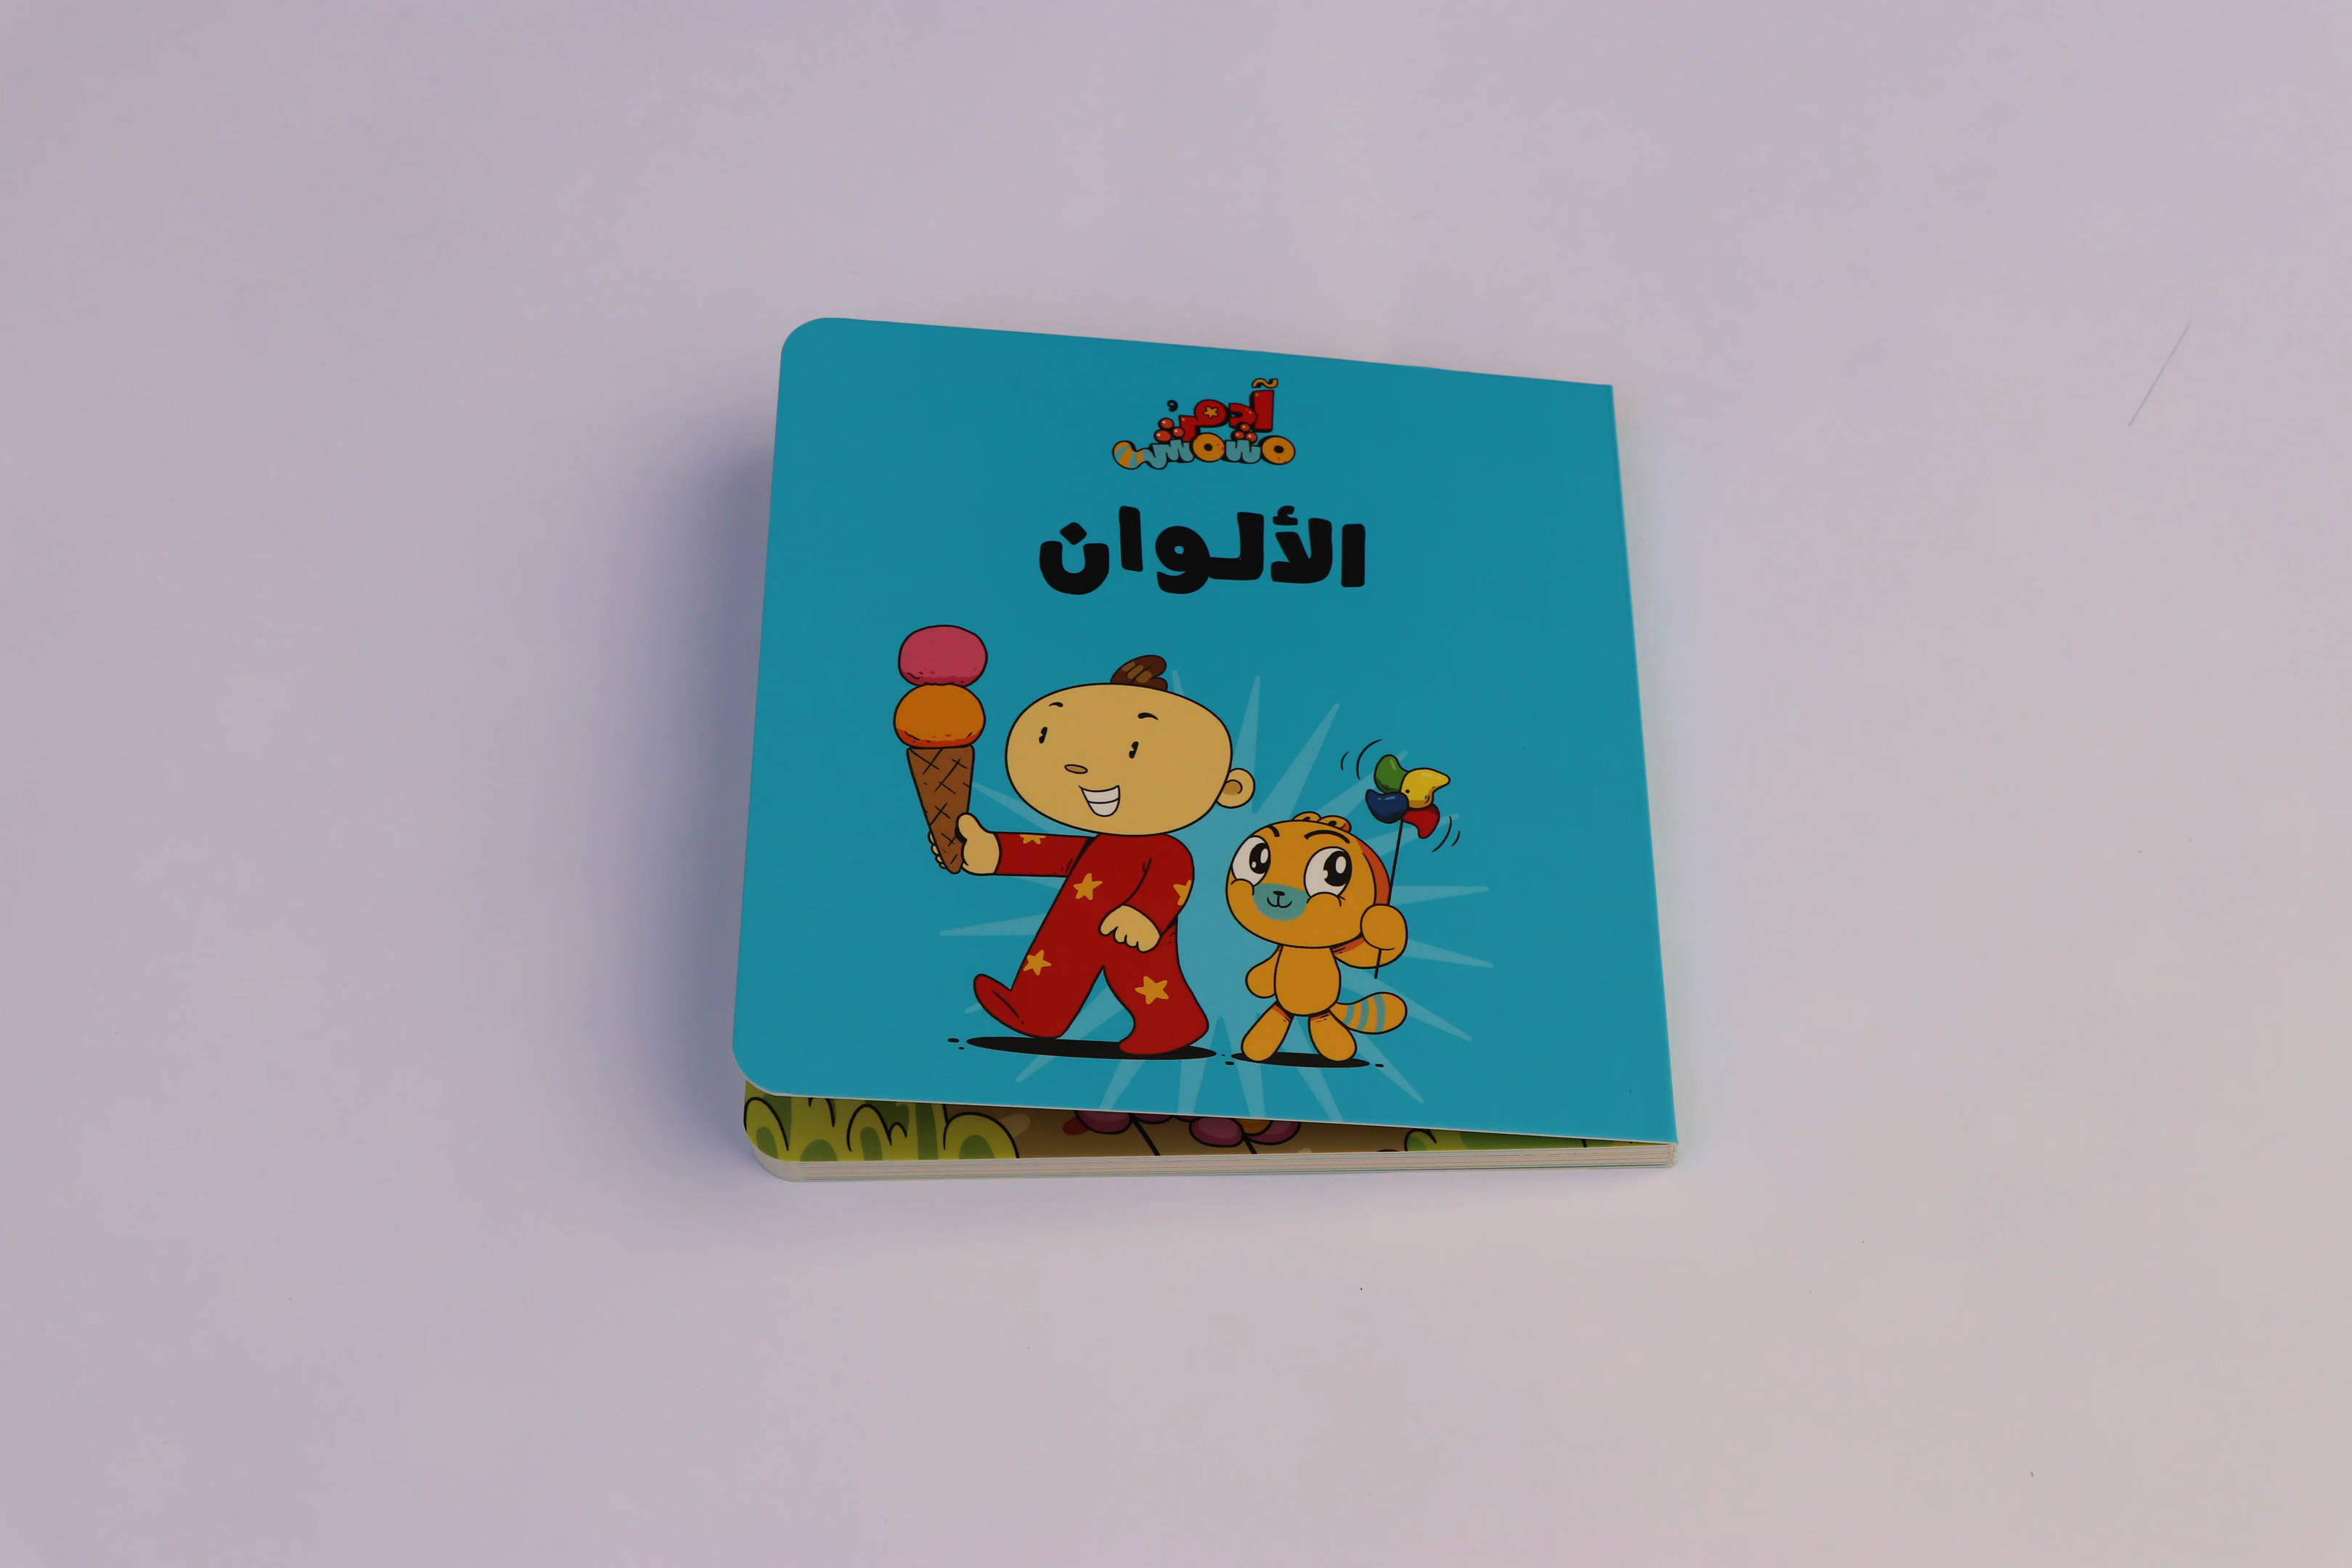 آدم و
مشمش
الألوان